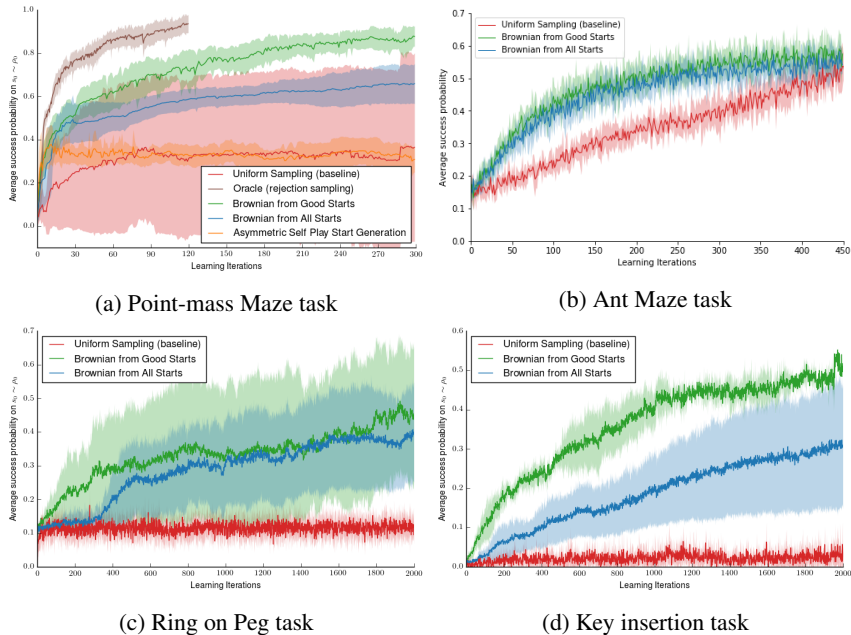 Average success probability on s₀ ~ ρ₀
1.0
0.8
0.6
0.4
0.2
0.0
0 60 120 180 240 300
Learning Iterations
Uniform Sampling (baseline)
Oracle (rejection sampling)
Brownian from Good Starts
Brownian from All Starts
Asymmetric Self Play Start Generation
(a) Point-mass Maze task
Average success probability
0.7
0.6
0.5
0.4
0.3
0.2
0.1
0.0
0 50 100 150 200 250 300 350 400 450
Learning Iterations
Uniform Sampling (baseline)
Brownian from Good Starts
Brownian from All Starts
(b) Ant Maze task
Average success probability on s₀ ~ ρ₀
0.7
0.6
0.5
0.4
0.3
0.2
0.1
0.0
0 200 400 600 800 1000 1200 1400 1600 1800 2000
Learning Iterations
Uniform Sampling (baseline)
Brownian from Good Starts
Brownian from All Starts
(c) Ring on Peg task
Average success probability on s₀ ~ ρ₀
0.6
0.5
0.4
0.3
0.2
0.1
0.0
0 200 400 600 800 1000 1200 1400 1600 1800 2000
Learning Iterations
Uniform Sampling (baseline)
Brownian from Good Starts
Brownian from All Starts
(d) Key insertion task